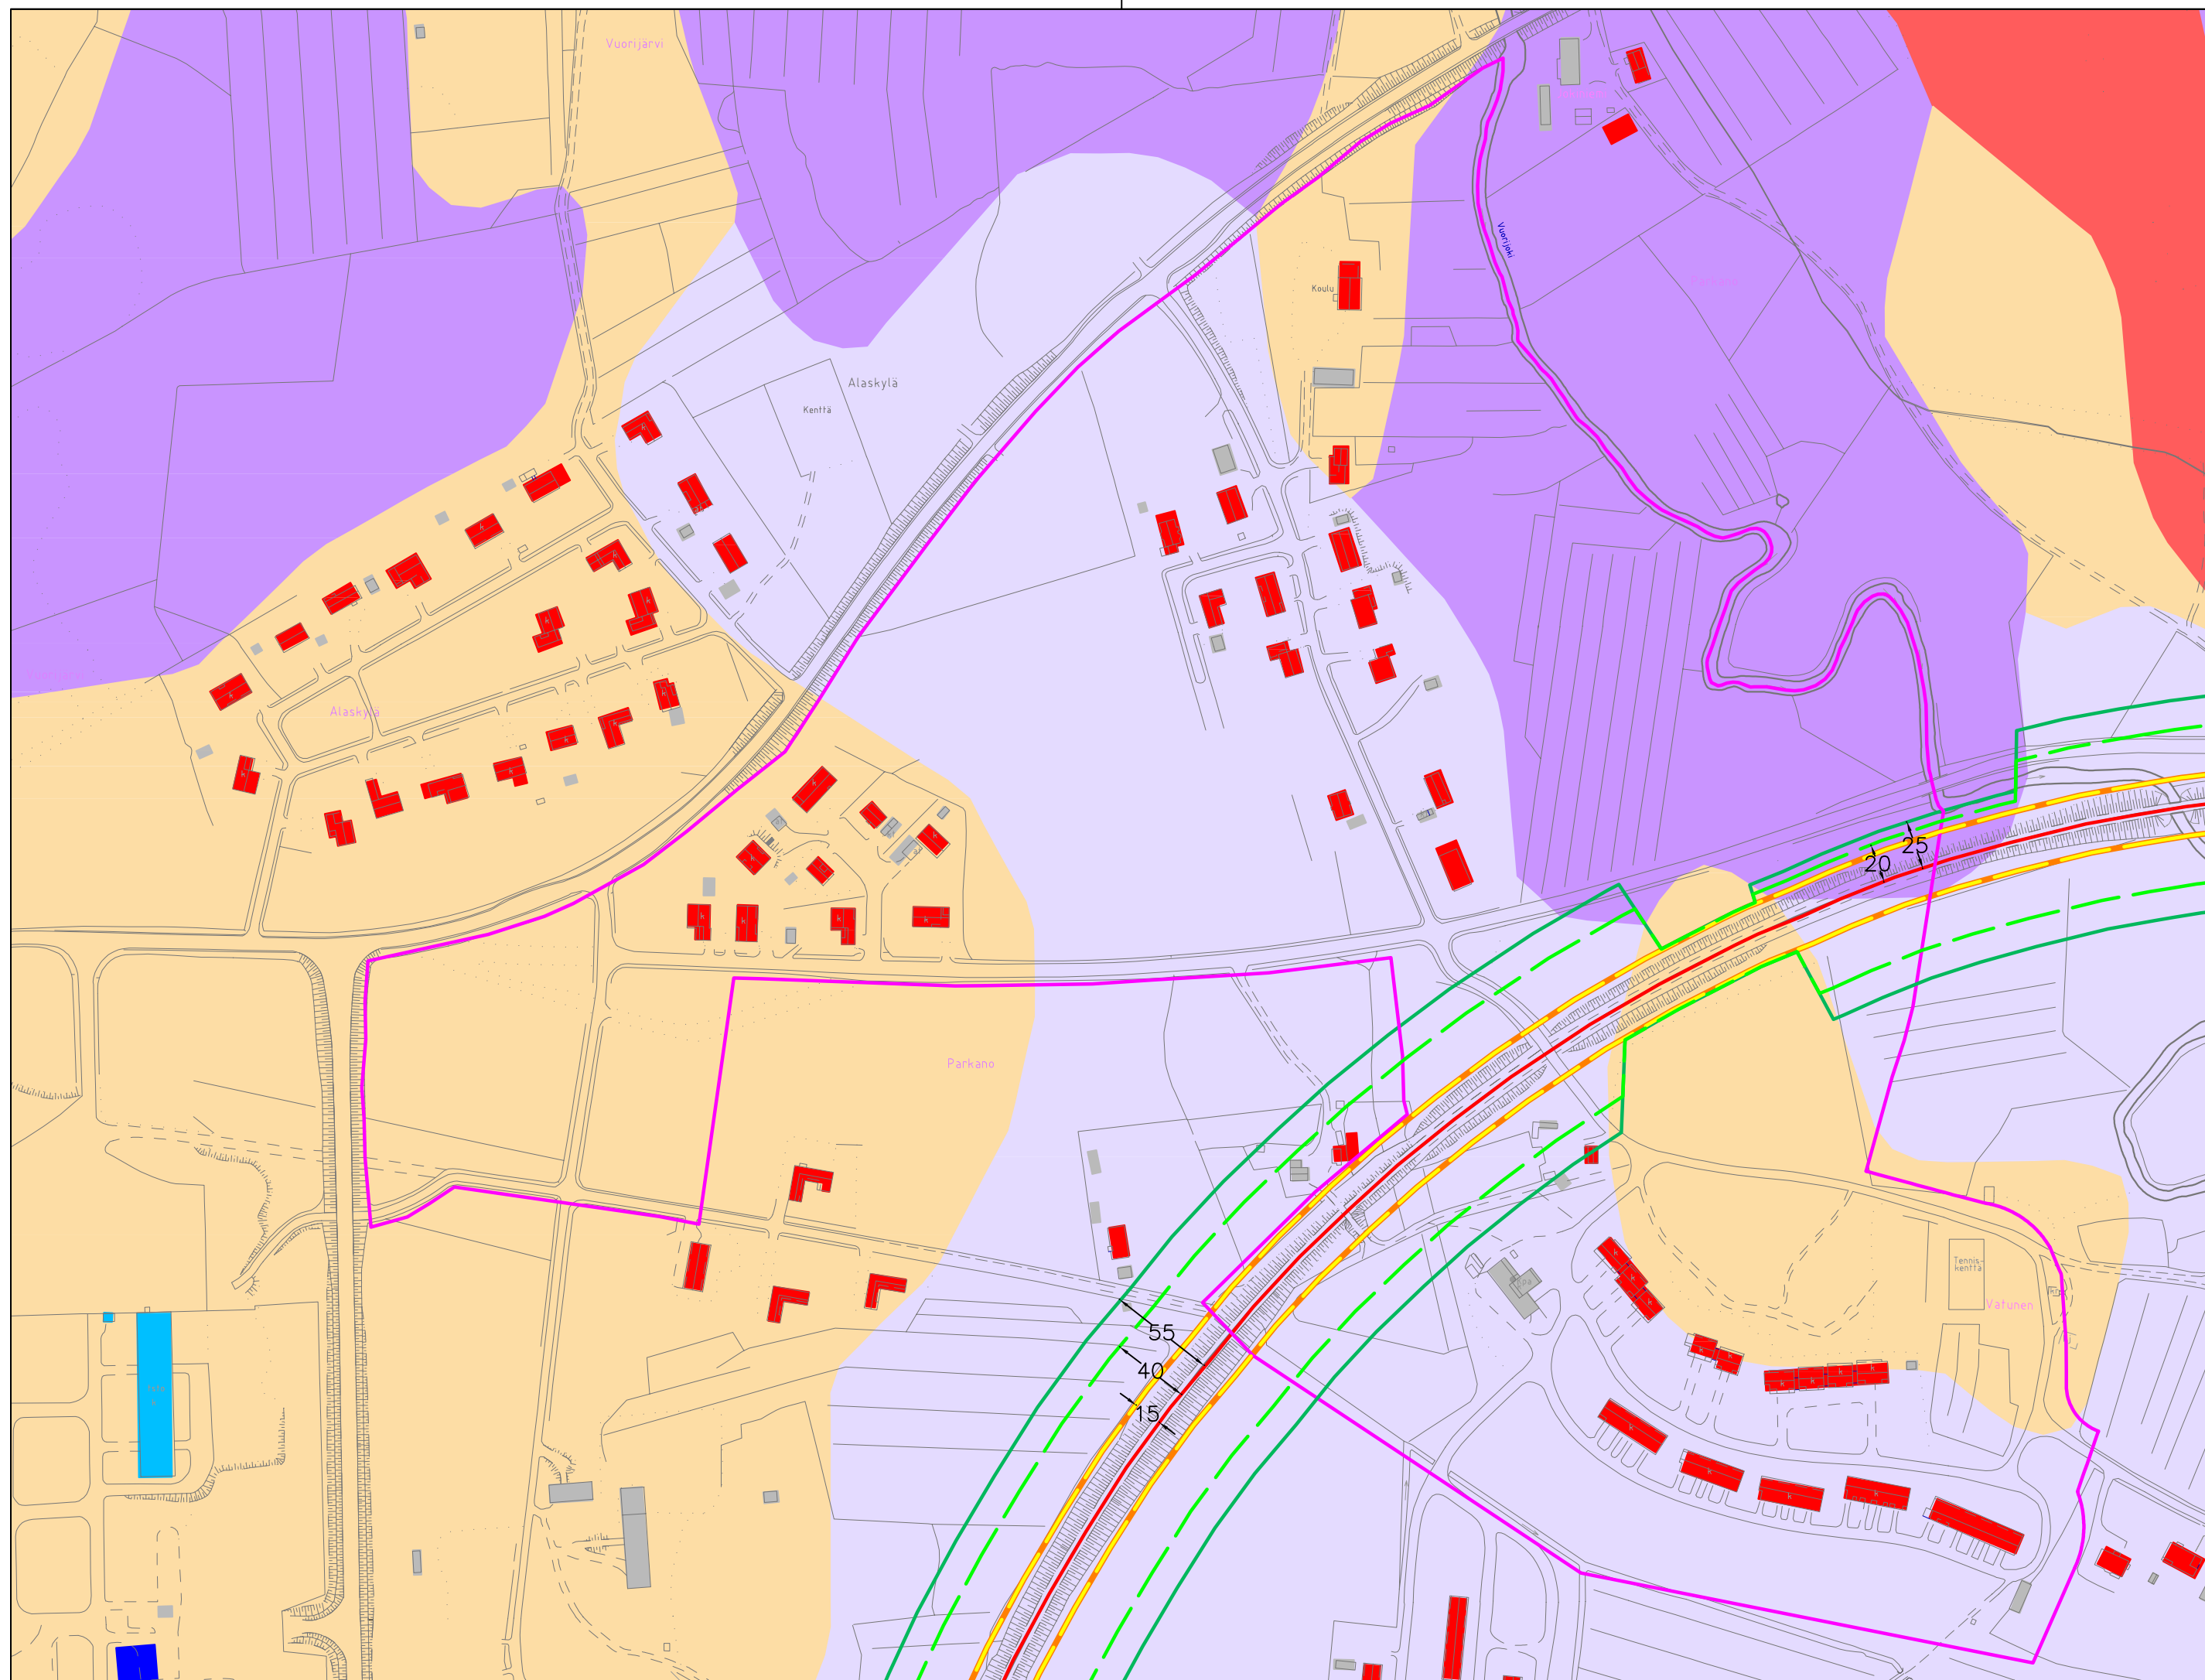 Vuorijärvi
Vuorijoki
Koulu
Alaskylä
Kenttä
Alaskylä
25
20
Parkano
Tennis-
kenttä
Vatunen
55
40
15